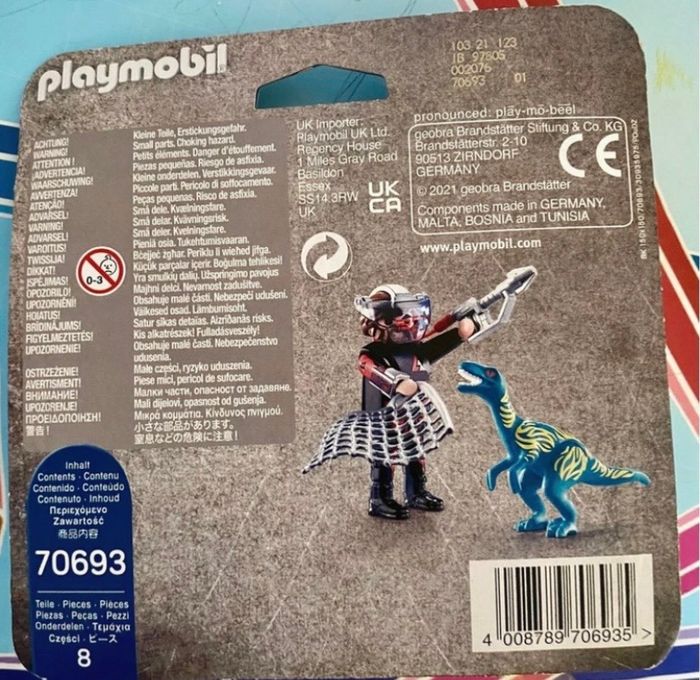 playmobil
103 21 123
IB 97805
002076
70693 01
pronounced: play-mo-beel
geobra Brandstätter Stiftung & Co. KG
Brandstätterstr. 2-10
90513 ZIRNDORF
GERMANY
CE
© 2021 geobra Brandstätter
Components made in GERMANY,
MALTA, BOSNIA and TUNISIA
www.playmobil.com
UK Importer:
Playmobil UK Ltd.
Regency House
1 Miles Gray Road
Basildon
Essex
SS14 3RW
UK
UK
CA
ACHTUNG!
WARNING!
ATTENTION !
¡ADVERTENCIA!
WAARSCHUWING!
AVVERTENZA!
ATENÇÃO!
ADVARSEL!
VARNING!
ADVARSEL!
VAROITUS!
TWISSIJA!
DİKKAT!
ĮSPĖJIMAS!
OPOZORILO!
UPOZORNĚNÍ!
HOIATUS!
BRĪDINĀJUMS!
FIGYELMEZTETÉS!
UPOZORNENIE!
OSTRZEŻENIE!
AVERTISMENT!
ВНИМАНИЕ!
UPOZORENJE!
ΠΡΟΕΙΔΟΠΟΙΗΣΗ!
警告!
Kleine Teile, Erstickungsgefahr.
Small parts. Choking hazard.
Petits éléments. Danger d'étouffement.
Piezas pequeñas. Riesgo de asfixia.
Kleine onderdelen. Verstikkingsgevaar.
Piccole parti. Pericolo di soffocamento.
Peças pequenas. Risco de asfixia.
Små dele. Kvælningsfare.
Små delar. Kvävningsrisk.
Små deler. Kvelningsfare.
Pieniä osia. Tukehtumisvaaran.
Bċejjeċ żgħar. Periklu li wieħed jifga.
Küçük parçalar içerir. Boğulma tehlikesi!
Yra smulkių dalių. Užspringimo pavojus
Majhni delci. Nevarnost zadušitve.
Obsahuje malé části. Nebezpečí udušení.
Väikesed osad. Lämbumisoht.
Satur sīkas detaļas. Aizrīšanās risks.
Kis alkatrészek! Fulladásveszély!
Obsahuje malé časti. Nebezpečenstvo
udusenia.
Małe części, ryzyko uduszenia.
Piese mici, pericol de sufocare.
Малки части, опасност от задавяне.
Mali dijelovi, opasnost od gušenja.
Μικρά κομμάτια. Κίνδυνος πνιγμού.
小さな部品があります。
窒息などの危険に注意!
0-3
Inhalt
Contents · Contenu
Contenido · Conteúdo
Contenuto · Inhoud
Περιεχόμενο
Zawartość
商品内容
70693
Teile · Pieces · Pièces
Piezas · Peças · Pezzi
Onderdelen · Τεμάχια
Części · ピース
8
4 008789 706935 >